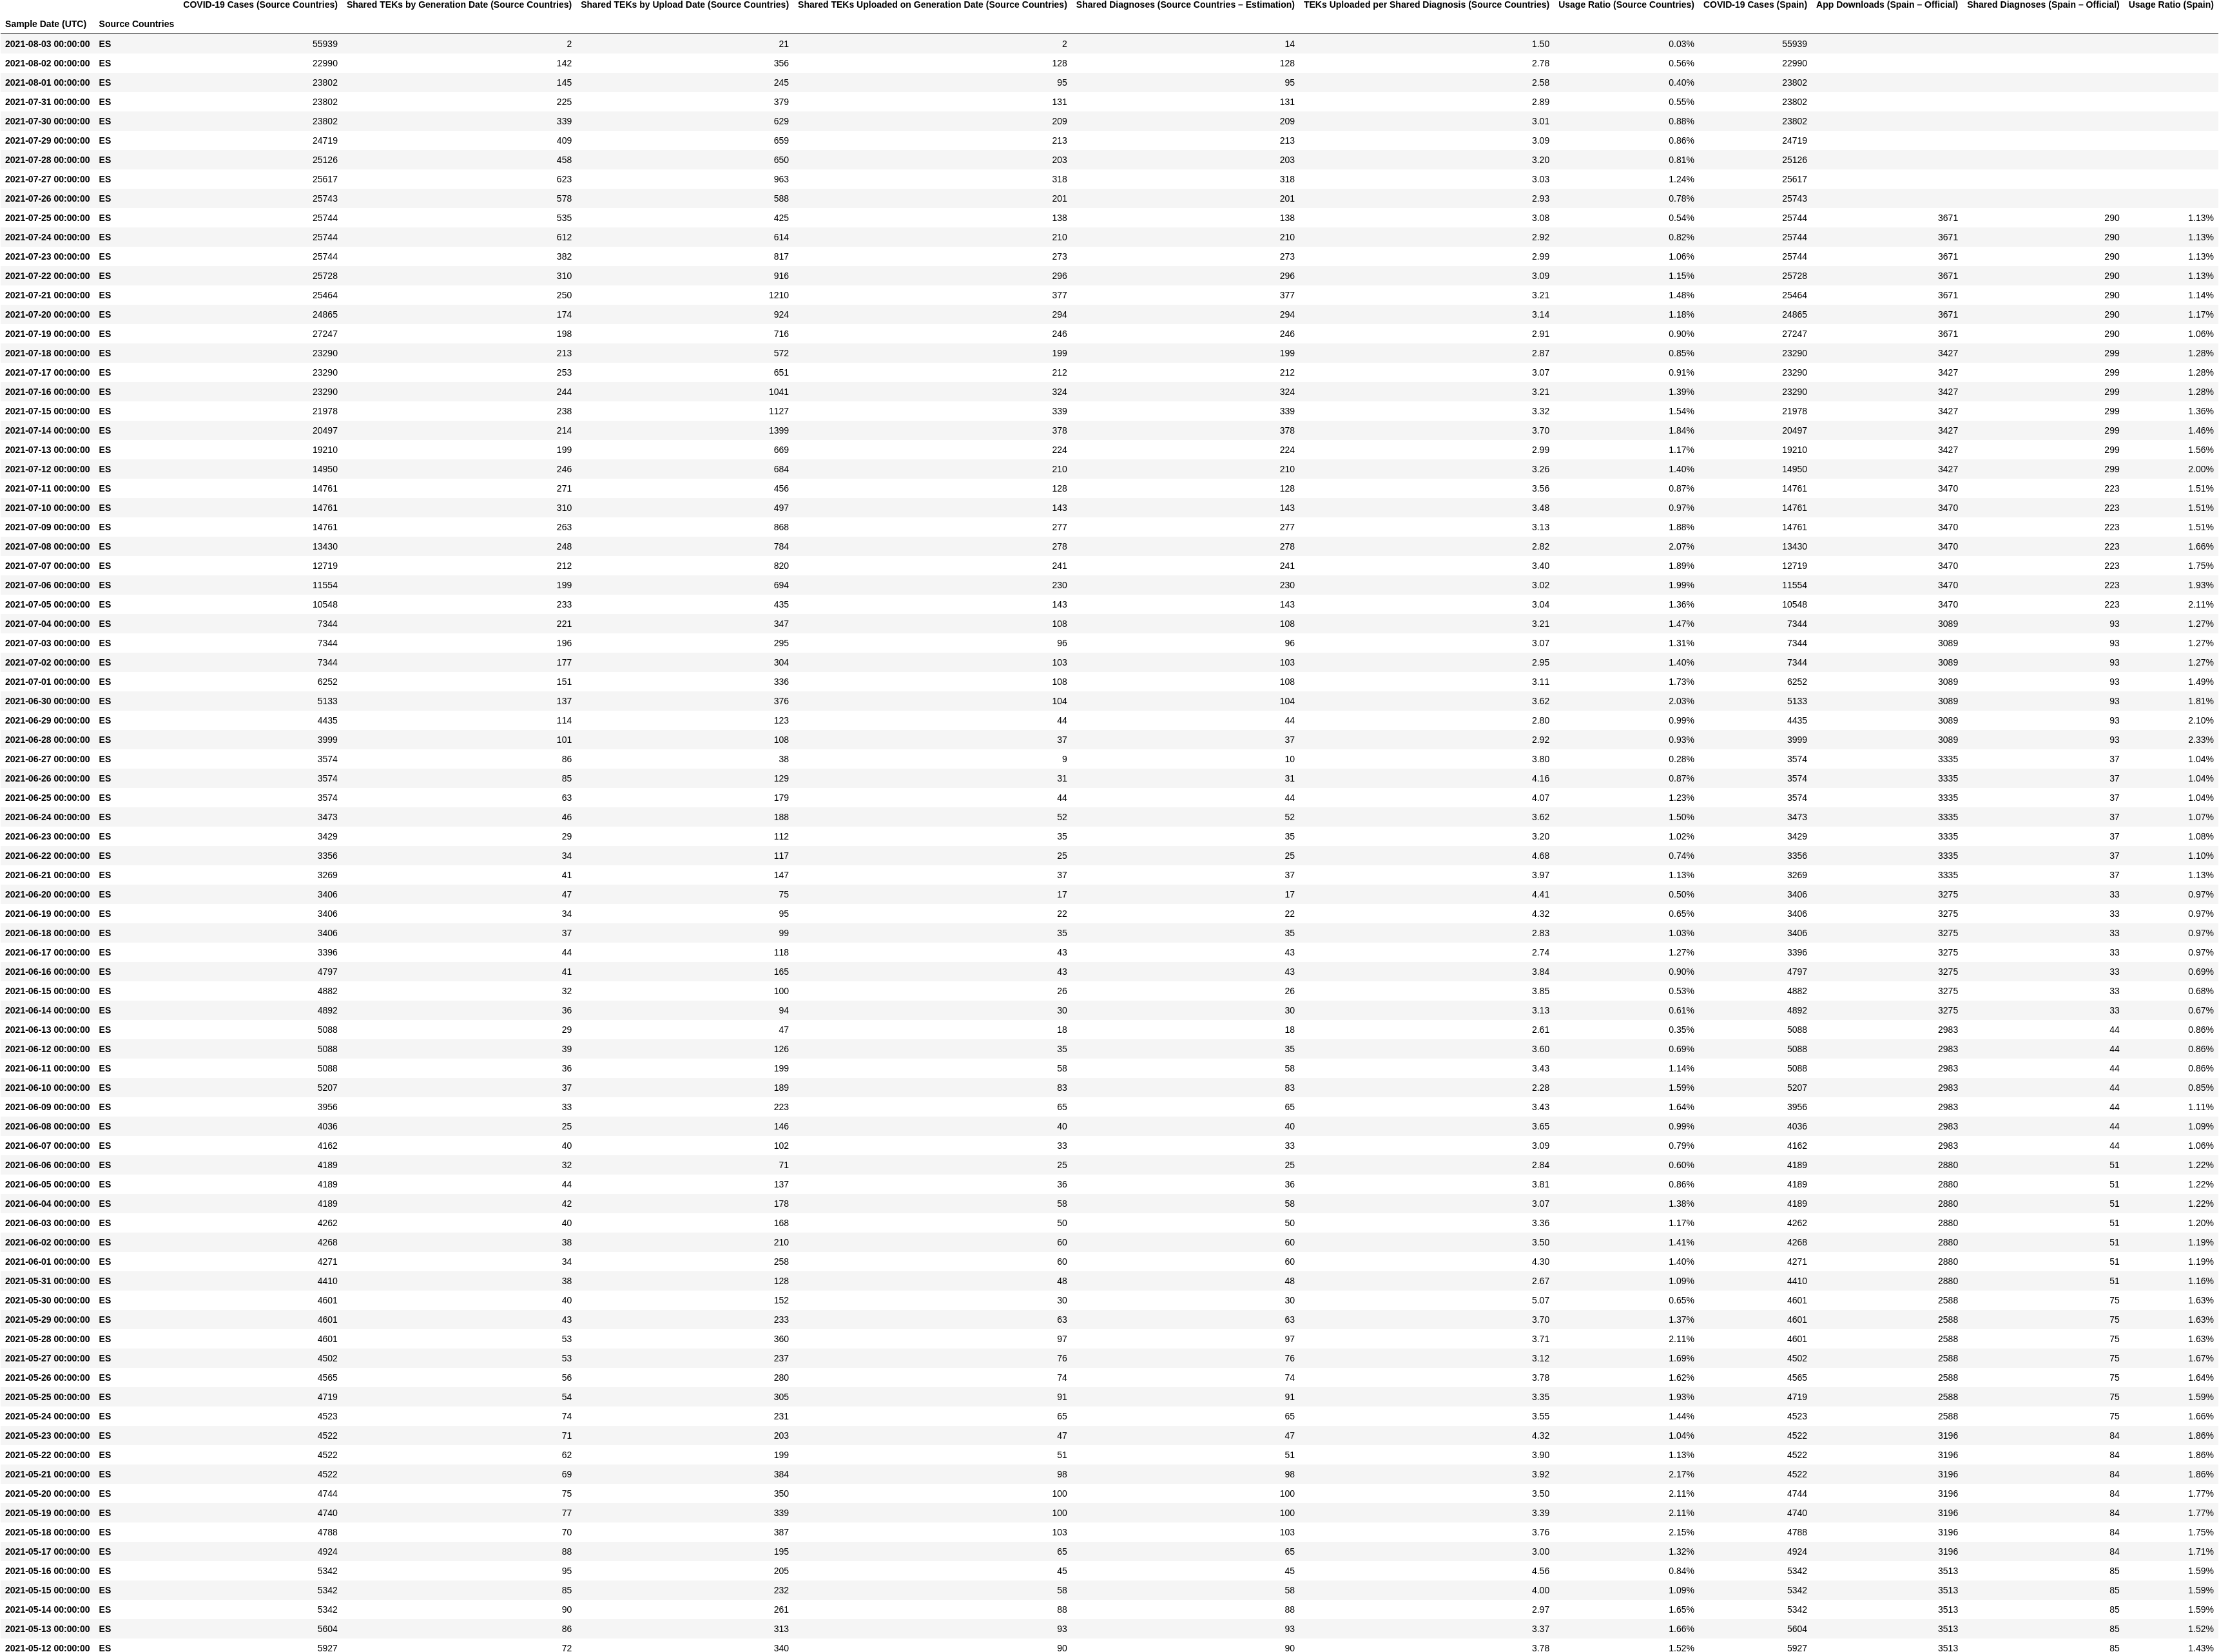 COVID-19 Cases (Source Countries) Shared TEKs by Generation Date (Source Countries) Shared TEKs by Upload Date (Source Countries) Shared TEKs Uploaded on Generation Date (Source Countries) Shared Diagnoses (Source Countries – Estimation) TEKs Uploaded per Shared Diagnosis (Source Countries) Usage Ratio (Source Countries) COVID-19 Cases (Spain) App Downloads (Spain – Official) Shared Diagnoses (Spain – Official) Usage Ratio (Spain)
Sample Date (UTC) Source Countries
2021-08-03 00:00:00 ES 55939 2 21 2 14 1.50 0.03% 55939
2021-08-02 00:00:00 ES 22990 142 356 128 128 2.78 0.56% 22990
2021-08-01 00:00:00 ES 23802 145 245 95 95 2.58 0.40% 23802
2021-07-31 00:00:00 ES 23802 225 379 131 131 2.89 0.55% 23802
2021-07-30 00:00:00 ES 23802 339 629 209 209 3.01 0.88% 23802
2021-07-29 00:00:00 ES 24719 409 659 213 213 3.09 0.86% 24719
2021-07-28 00:00:00 ES 25126 458 650 203 203 3.20 0.81% 25126
2021-07-27 00:00:00 ES 25617 623 963 318 318 3.03 1.24% 25617
2021-07-26 00:00:00 ES 25743 578 588 201 201 2.93 0.78% 25743
2021-07-25 00:00:00 ES 25744 535 425 138 138 3.08 0.54% 25744 3671 290 1.13%
2021-07-24 00:00:00 ES 25744 612 614 210 210 2.92 0.82% 25744 3671 290 1.13%
2021-07-23 00:00:00 ES 25744 382 817 273 273 2.99 1.06% 25744 3671 290 1.13%
2021-07-22 00:00:00 ES 25728 310 916 296 296 3.09 1.15% 25728 3671 290 1.13%
2021-07-21 00:00:00 ES 25464 250 1210 377 377 3.21 1.48% 25464 3671 290 1.14%
2021-07-20 00:00:00 ES 24865 174 924 294 294 3.14 1.18% 24865 3671 290 1.17%
2021-07-19 00:00:00 ES 27247 198 716 246 246 2.91 0.90% 27247 3671 290 1.06%
2021-07-18 00:00:00 ES 23290 213 572 199 199 2.87 0.85% 23290 3427 299 1.28%
2021-07-17 00:00:00 ES 23290 253 651 212 212 3.07 0.91% 23290 3427 299 1.28%
2021-07-16 00:00:00 ES 23290 244 1041 324 324 3.21 1.39% 23290 3427 299 1.28%
2021-07-15 00:00:00 ES 21978 238 1127 339 339 3.32 1.54% 21978 3427 299 1.36%
2021-07-14 00:00:00 ES 20497 214 1399 378 378 3.70 1.84% 20497 3427 299 1.46%
2021-07-13 00:00:00 ES 19210 199 669 224 224 2.99 1.17% 19210 3427 299 1.56%
2021-07-12 00:00:00 ES 14950 246 684 210 210 3.26 1.40% 14950 3427 299 2.00%
2021-07-11 00:00:00 ES 14761 271 456 128 128 3.56 0.87% 14761 3470 223 1.51%
2021-07-10 00:00:00 ES 14761 310 497 143 143 3.48 0.97% 14761 3470 223 1.51%
2021-07-09 00:00:00 ES 14761 263 868 277 277 3.13 1.88% 14761 3470 223 1.51%
2021-07-08 00:00:00 ES 13430 248 784 278 278 2.82 2.07% 13430 3470 223 1.66%
2021-07-07 00:00:00 ES 12719 212 820 241 241 3.40 1.89% 12719 3470 223 1.75%
2021-07-06 00:00:00 ES 11554 199 694 230 230 3.02 1.99% 11554 3470 223 1.93%
2021-07-05 00:00:00 ES 10548 233 435 143 143 3.04 1.36% 10548 3470 223 2.11%
2021-07-04 00:00:00 ES 7344 221 347 108 108 3.21 1.47% 7344 3089 93 1.27%
2021-07-03 00:00:00 ES 7344 196 295 96 96 3.07 1.31% 7344 3089 93 1.27%
2021-07-02 00:00:00 ES 7344 177 304 103 103 2.95 1.40% 7344 3089 93 1.27%
2021-07-01 00:00:00 ES 6252 151 336 108 108 3.11 1.73% 6252 3089 93 1.49%
2021-06-30 00:00:00 ES 5133 137 376 104 104 3.62 2.03% 5133 3089 93 1.81%
2021-06-29 00:00:00 ES 4435 114 123 44 44 2.80 0.99% 4435 3089 93 2.10%
2021-06-28 00:00:00 ES 3999 101 108 37 37 2.92 0.93% 3999 3089 93 2.33%
2021-06-27 00:00:00 ES 3574 86 38 9 10 3.80 0.28% 3574 3335 37 1.04%
2021-06-26 00:00:00 ES 3574 85 129 31 31 4.16 0.87% 3574 3335 37 1.04%
2021-06-25 00:00:00 ES 3574 63 179 44 44 4.07 1.23% 3574 3335 37 1.04%
2021-06-24 00:00:00 ES 3473 46 188 52 52 3.62 1.50% 3473 3335 37 1.07%
2021-06-23 00:00:00 ES 3429 29 112 35 35 3.20 1.02% 3429 3335 37 1.08%
2021-06-22 00:00:00 ES 3356 34 117 25 25 4.68 0.74% 3356 3335 37 1.10%
2021-06-21 00:00:00 ES 3269 41 147 37 37 3.97 1.13% 3269 3335 37 1.13%
2021-06-20 00:00:00 ES 3406 47 75 17 17 4.41 0.50% 3406 3275 33 0.97%
2021-06-19 00:00:00 ES 3406 34 95 22 22 4.32 0.65% 3406 3275 33 0.97%
2021-06-18 00:00:00 ES 3406 37 99 35 35 2.83 1.03% 3406 3275 33 0.97%
2021-06-17 00:00:00 ES 3396 44 118 43 43 2.74 1.27% 3396 3275 33 0.97%
2021-06-16 00:00:00 ES 4797 41 165 43 43 3.84 0.90% 4797 3275 33 0.69%
2021-06-15 00:00:00 ES 4882 32 100 26 26 3.85 0.53% 4882 3275 33 0.68%
2021-06-14 00:00:00 ES 4892 36 94 30 30 3.13 0.61% 4892 3275 33 0.67%
2021-06-13 00:00:00 ES 5088 29 47 18 18 2.61 0.35% 5088 2983 44 0.86%
2021-06-12 00:00:00 ES 5088 39 126 35 35 3.60 0.69% 5088 2983 44 0.86%
2021-06-11 00:00:00 ES 5088 36 199 58 58 3.43 1.14% 5088 2983 44 0.86%
2021-06-10 00:00:00 ES 5207 37 189 83 83 2.28 1.59% 5207 2983 44 0.85%
2021-06-09 00:00:00 ES 3956 33 223 65 65 3.43 1.64% 3956 2983 44 1.11%
2021-06-08 00:00:00 ES 4036 25 146 40 40 3.65 0.99% 4036 2983 44 1.09%
2021-06-07 00:00:00 ES 4162 40 102 33 33 3.09 0.79% 4162 2983 44 1.06%
2021-06-06 00:00:00 ES 4189 32 71 25 25 2.84 0.60% 4189 2880 51 1.22%
2021-06-05 00:00:00 ES 4189 44 137 36 36 3.81 0.86% 4189 2880 51 1.22%
2021-06-04 00:00:00 ES 4189 42 178 58 58 3.07 1.38% 4189 2880 51 1.22%
2021-06-03 00:00:00 ES 4262 40 168 50 50 3.36 1.17% 4262 2880 51 1.20%
2021-06-02 00:00:00 ES 4268 38 210 60 60 3.50 1.41% 4268 2880 51 1.19%
2021-06-01 00:00:00 ES 4271 34 258 60 60 4.30 1.40% 4271 2880 51 1.19%
2021-05-31 00:00:00 ES 4410 38 128 48 48 2.67 1.09% 4410 2880 51 1.16%
2021-05-30 00:00:00 ES 4601 40 152 30 30 5.07 0.65% 4601 2588 75 1.63%
2021-05-29 00:00:00 ES 4601 43 233 63 63 3.70 1.37% 4601 2588 75 1.63%
2021-05-28 00:00:00 ES 4601 53 360 97 97 3.71 2.11% 4601 2588 75 1.63%
2021-05-27 00:00:00 ES 4502 53 237 76 76 3.12 1.69% 4502 2588 75 1.67%
2021-05-26 00:00:00 ES 4565 56 280 74 74 3.78 1.62% 4565 2588 75 1.64%
2021-05-25 00:00:00 ES 4719 54 305 91 91 3.35 1.93% 4719 2588 75 1.59%
2021-05-24 00:00:00 ES 4523 74 231 65 65 3.55 1.44% 4523 2588 75 1.66%
2021-05-23 00:00:00 ES 4522 71 203 47 47 4.32 1.04% 4522 3196 84 1.86%
2021-05-22 00:00:00 ES 4522 62 199 51 51 3.90 1.13% 4522 3196 84 1.86%
2021-05-21 00:00:00 ES 4522 69 384 98 98 3.92 2.17% 4522 3196 84 1.86%
2021-05-20 00:00:00 ES 4744 75 350 100 100 3.50 2.11% 4744 3196 84 1.77%
2021-05-19 00:00:00 ES 4740 77 339 100 100 3.39 2.11% 4740 3196 84 1.77%
2021-05-18 00:00:00 ES 4788 70 387 103 103 3.76 2.15% 4788 3196 84 1.75%
2021-05-17 00:00:00 ES 4924 88 195 65 65 3.00 1.32% 4924 3196 84 1.71%
2021-05-16 00:00:00 ES 5342 95 205 45 45 4.56 0.84% 5342 3513 85 1.59%
2021-05-15 00:00:00 ES 5342 85 232 58 58 4.00 1.09% 5342 3513 85 1.59%
2021-05-14 00:00:00 ES 5342 90 261 88 88 2.97 1.65% 5342 3513 85 1.59%
2021-05-13 00:00:00 ES 5604 86 313 93 93 3.37 1.66% 5604 3513 85 1.52%
2021-05-12 00:00:00 ES 5927 72 340 90 90 3.78 1.52% 5927 3513 85 1.43%